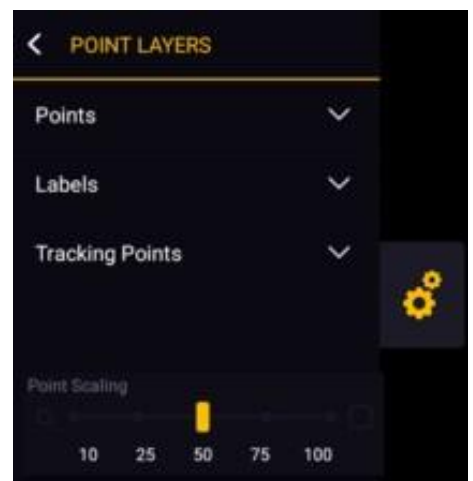 POINT LAYERS
Points
Labels
Tracking Points
Point Scaling
10 25 50 75 100